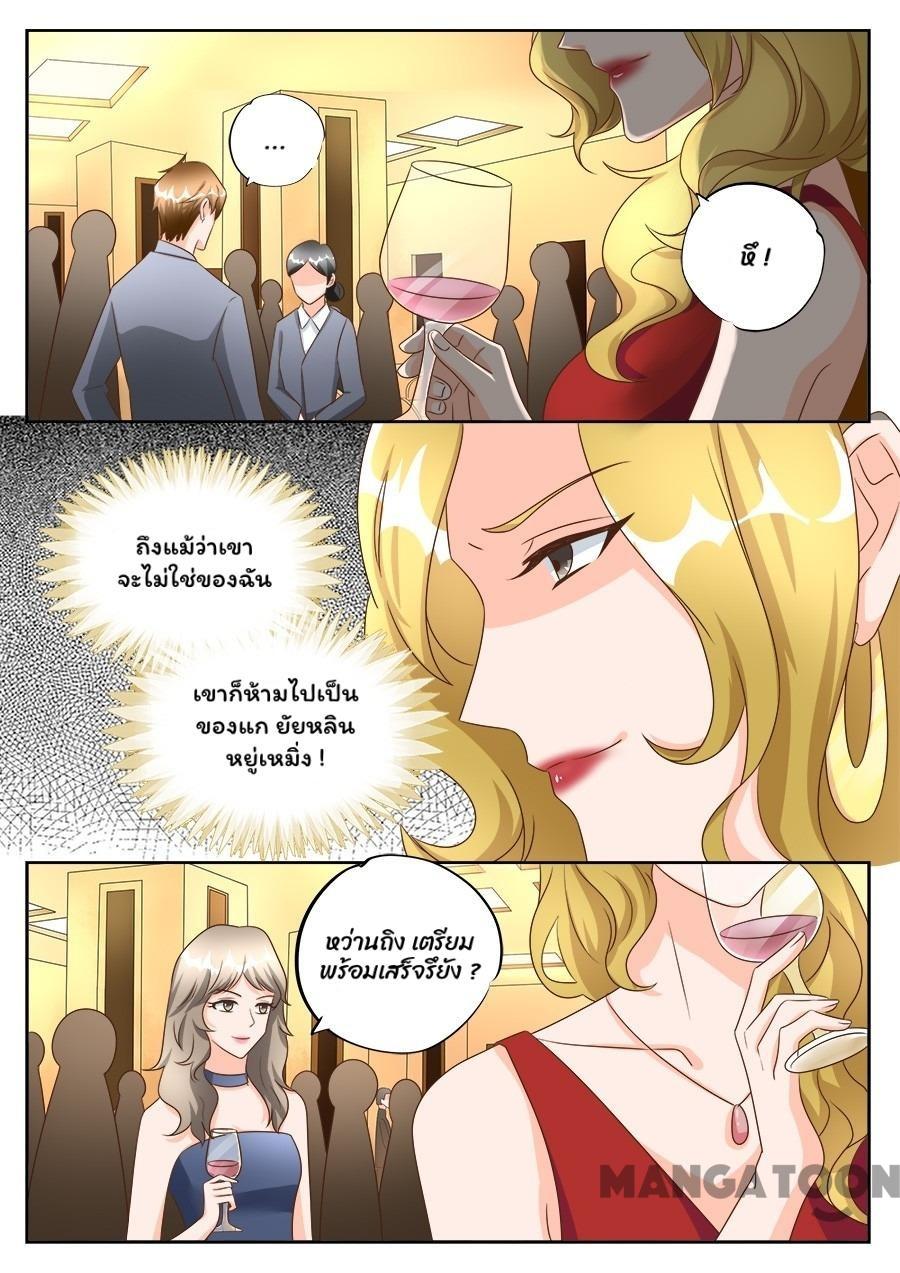 ...
หึ !
ถึงแม้ว่าเขา
จะไม่ใช่ของฉัน
เขาก็ห้ามไปเป็น
ของแก ยัยหลิน
หยู่เหมิ่ง !
หว่านถิง เตรียม
พร้อมเสร็จรึยัง ?
MANGATOON